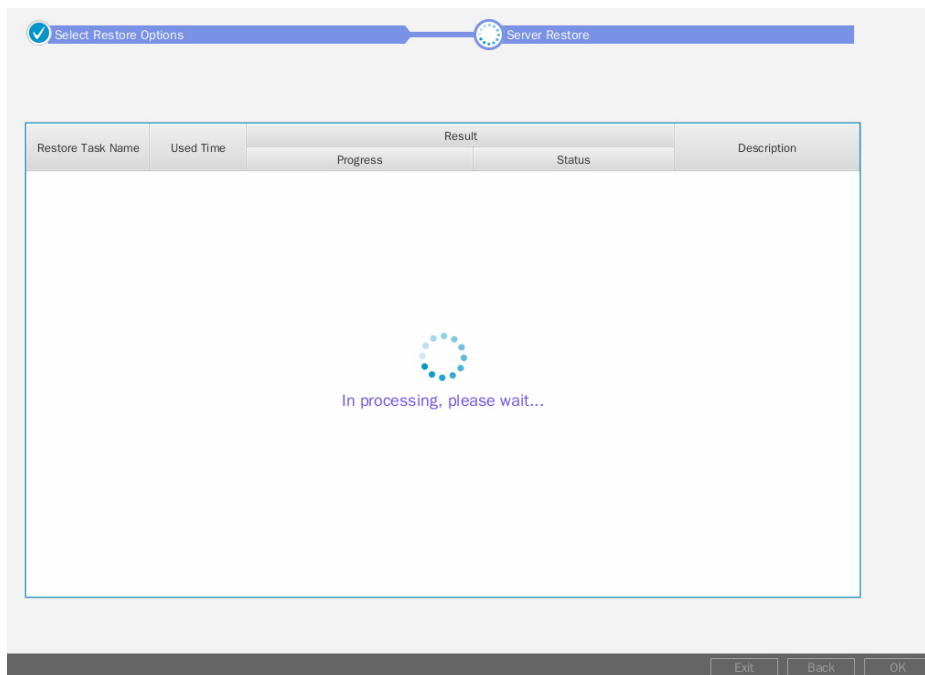 Select Restore Options
Server Restore
Restore Task Name
Used Time
Result
Progress
Status
Description
In processing, please wait...
Exit
Back
OK